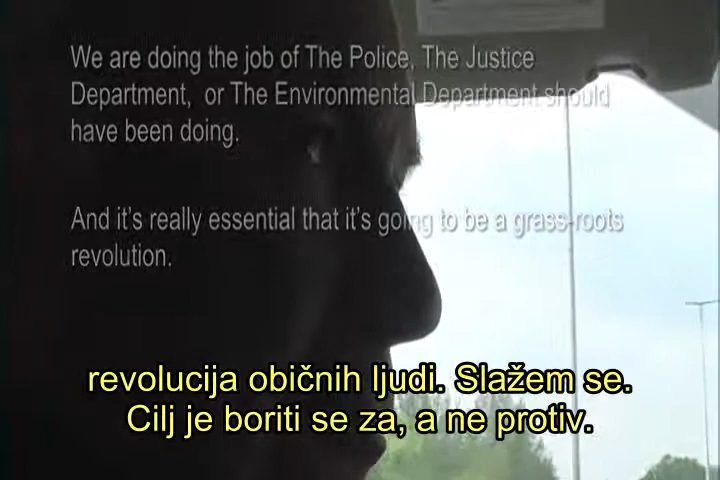 We are doing the job of The Police, The Justice
Department, or The Environmental Department should
have been doing.
And it's really essential that it's going to be a grass-roots
revolution.
revolucija običnih ljudi. Slažem se.
Cilj je boriti se za, a ne protiv.